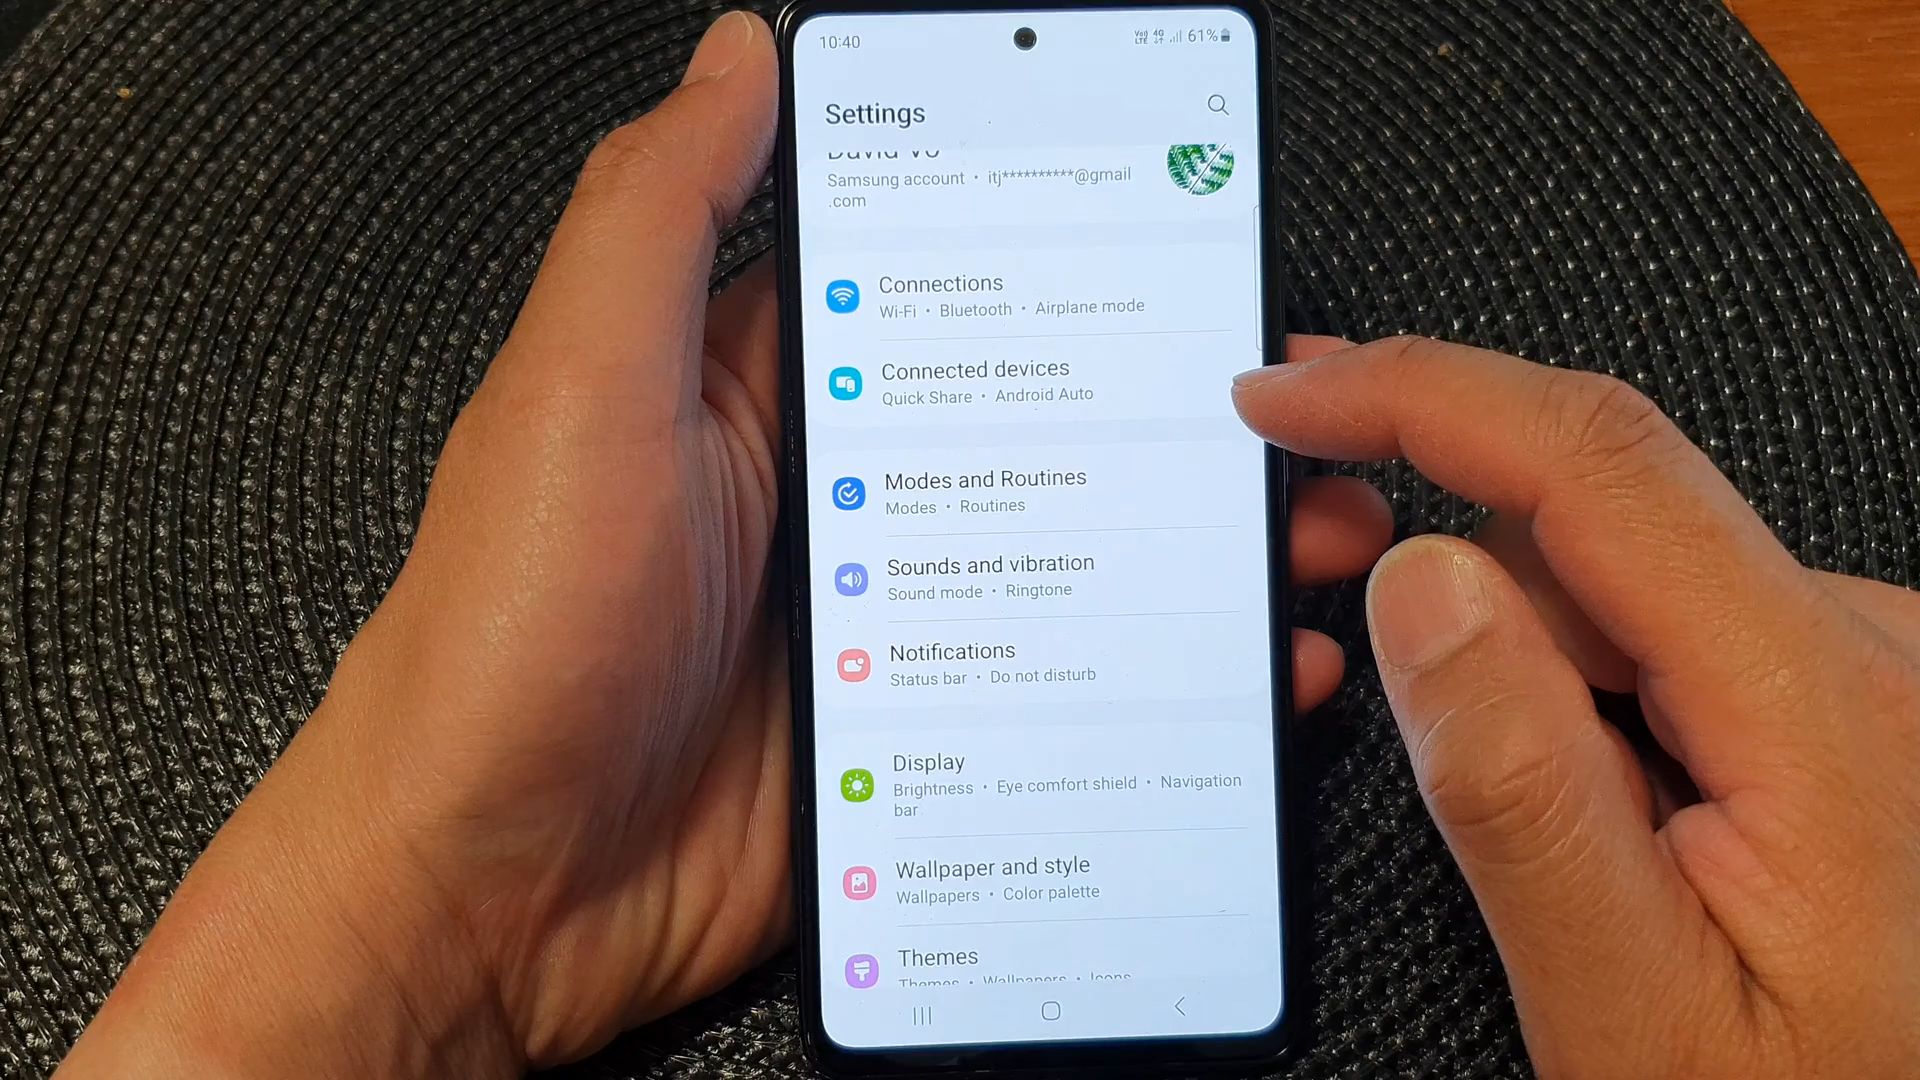 10:40
Vo) 4G 61%
LTE
Settings
David Vo
Samsung account • itj**********@gmail
.com
Connections
Wi-Fi • Bluetooth • Airplane mode
Connected devices
Quick Share • Android Auto
Modes and Routines
Modes • Routines
Sounds and vibration
Sound mode • Ringtone
Notifications
Status bar • Do not disturb
Display
Brightness • Eye comfort shield • Navigation
bar
Wallpaper and style
Wallpapers • Color palette
Themes
Themes • Wallpapers • Icons